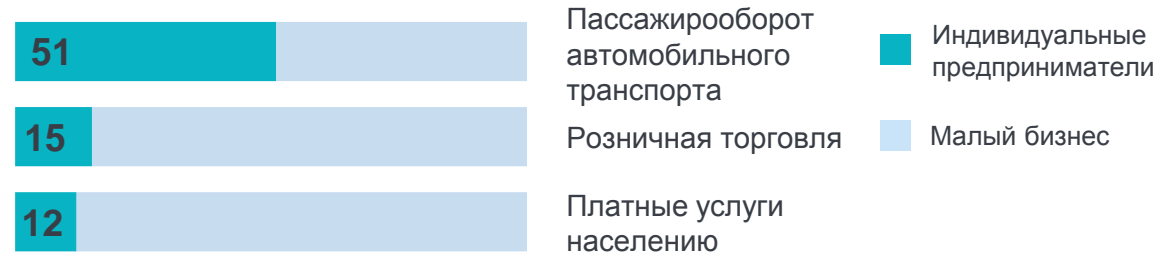 51
Пассажирооборот
автомобильного
транспорта
15
Розничная торговля
12
Платные услуги
населению
Индивидуальные
предприниматели
Малый бизнес